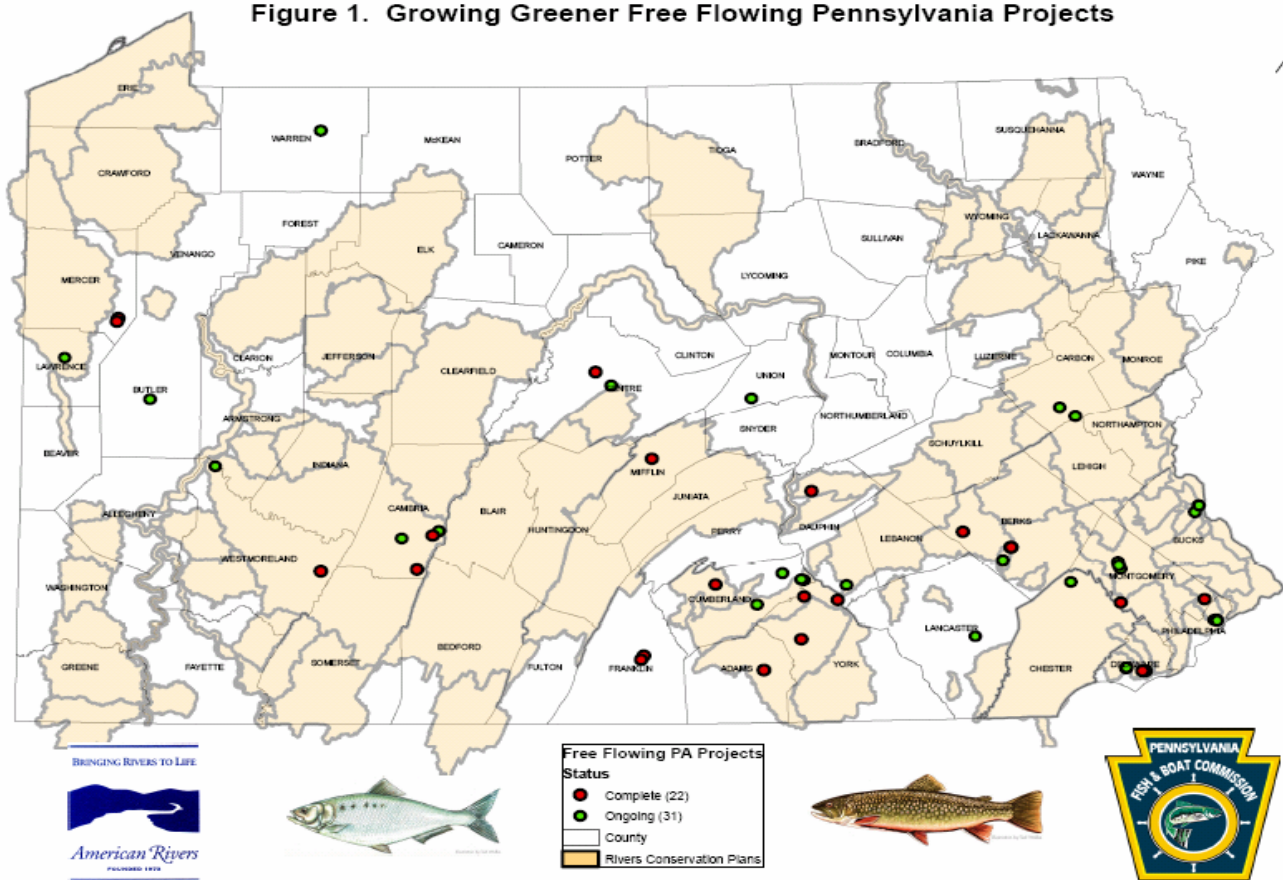 Figure 1. Growing Greener Free Flowing Pennsylvania Projects
ERIE
WARREN
McKEAN
POTTER
TIOGA
BRADFORD
SUSQUEHANNA
WAYNE
CRAWFORD
FOREST
VENANGO
ELK
CAMERON
SULLIVAN
WYOMING
LACKAWANNA
PIKE
MERCER
LYCOMING
CLINTON
LAWRENCE
CLARION
JEFFERSON
CLEARFIELD
MONTOUR
COLUMBIA
LUZERNE
CARBON
MONROE
BUTLER
UNION
ARMSTRONG
NORTHUMBERLAND
SNYDER
NORTHAMPTON
BEAVER
INDIANA
MIFFLIN
SCHUYLKILL
LEHIGH
ALLEGHENY
CAMBRIA
BLAIR
HUNTINGDON
JUNIATA
PERRY
DAUPHIN
LEBANON
BERKS
BUCKS
WESTMORELAND
WASHINGTON
CUMBERLAND
MONTGOMERY
LANCASTER
PHILADELPHIA
GREENE
FAYETTE
SOMERSET
BEDFORD
FULTON
FRANKLIN
ADAMS
YORK
CHESTER
BRINGING RIVERS TO LIFE
American Rivers
FOUNDED 1973
Free Flowing PA Projects
Status
Complete (22)
Ongoing (31)
County
Rivers Conservation Plans
PENNSYLVANIA
FISH & BOAT COMMISSION